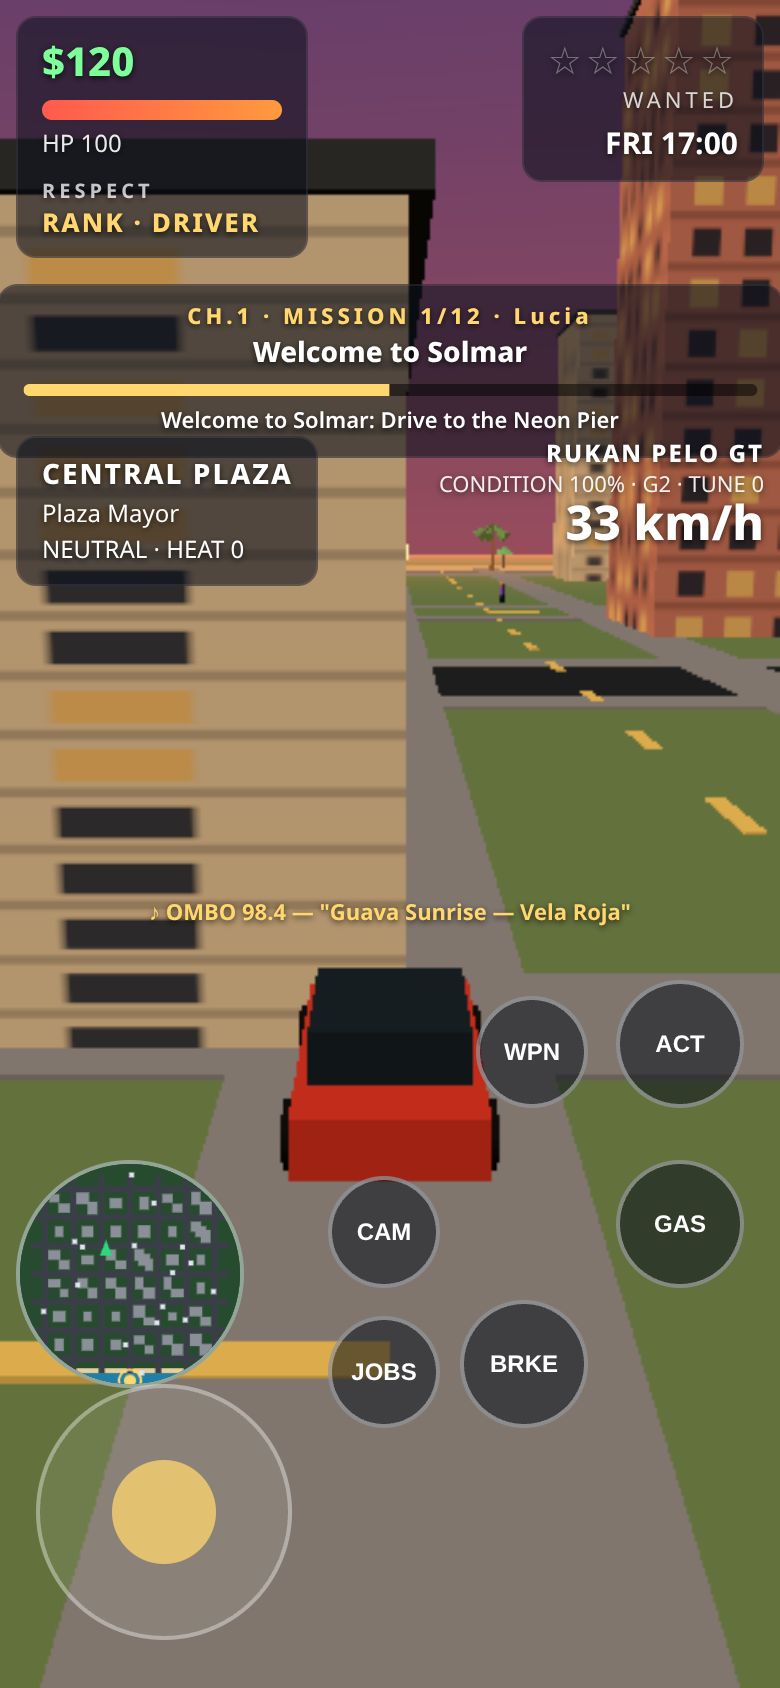 $120
HP 100
RESPECT
RANK · DRIVER
☆☆☆☆☆
WANTED
FRI 17:00
CH.1 · MISSION 1/12 · Lucia
Welcome to Solmar
Welcome to Solmar: Drive to the Neon Pier
CENTRAL PLAZA
Plaza Mayor
NEUTRAL · HEAT 0
RUKAN PELO GT
CONDITION 100% · G2 · TUNE 0
33 km/h
♪ OMBO 98.4 — "Guava Sunrise — Vela Roja"
WPN
ACT
CAM
GAS
JOBS
BRKE